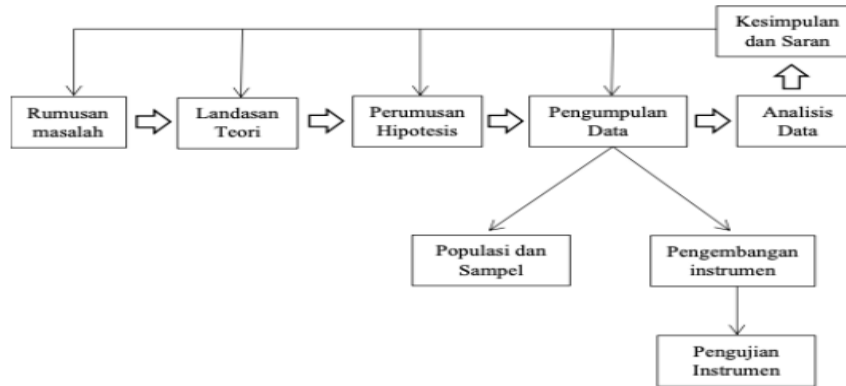 Kesimpulan
dan Saran
Rumusan
masalah
Landasan
Teori
Perumusan
Hipotesis
Pengumpulan
Data
Analisis
Data
Populasi dan
Sampel
Pengembangan
instrumen
Pengujian
Instrumen